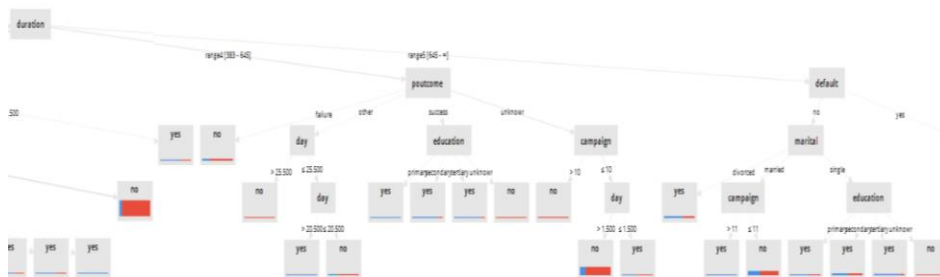 duration
range4 [383 - 645]
range5 [645 - ∞]
poutcome
default
.500
failure
other
success
unknown
no
yes
yes
no
day
education
campaign
marital
> 25.500
≤ 25.500
primary secondary tertiary unknown
> 10
≤ 10
divorced
married
single
no
no
day
yes
yes
yes
no
no
day
yes
campaign
education
> 20.500 ≤ 20.500
> 1.500
≤ 1.500
> 11
≤ 11
primary secondary tertiary unknown
yes
yes
yes
no
no
yes
yes
no
yes
yes
yes
no